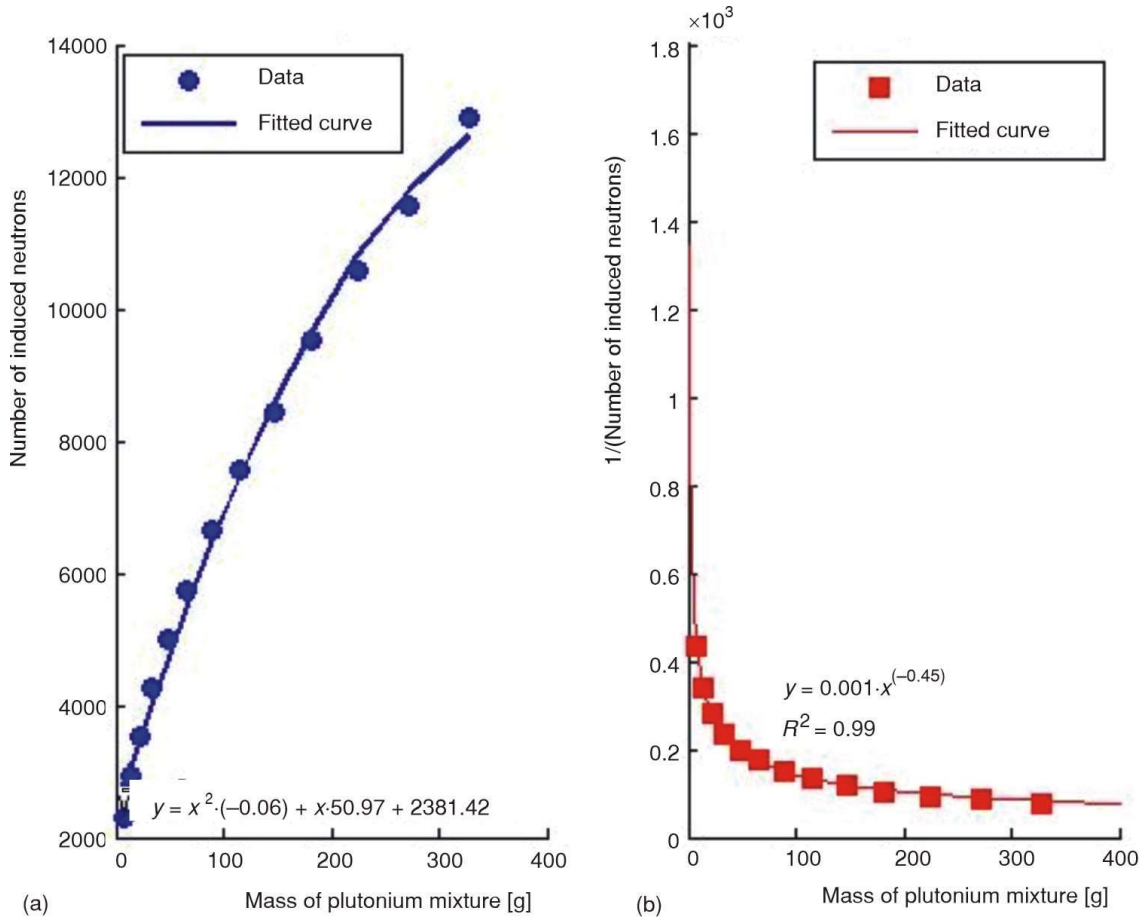 14000
12000
10000
8000
6000
4000
2000
0
100
200
300
400
Number of induced neutrons
Mass of plutonium mixture [g]
Data
Fitted curve
y = x² · (–0.06) + x·50.97 + 2381.42
(a)
×10³
1.8
1.6
1.4
1.2
1
0.8
0.6
0.4
0.2
0
0
100
200
300
400
1/(Number of induced neutrons)
Mass of plutonium mixture [g]
Data
Fitted curve
y = 0.001·x^(–0.45)
R² = 0.99
(b)